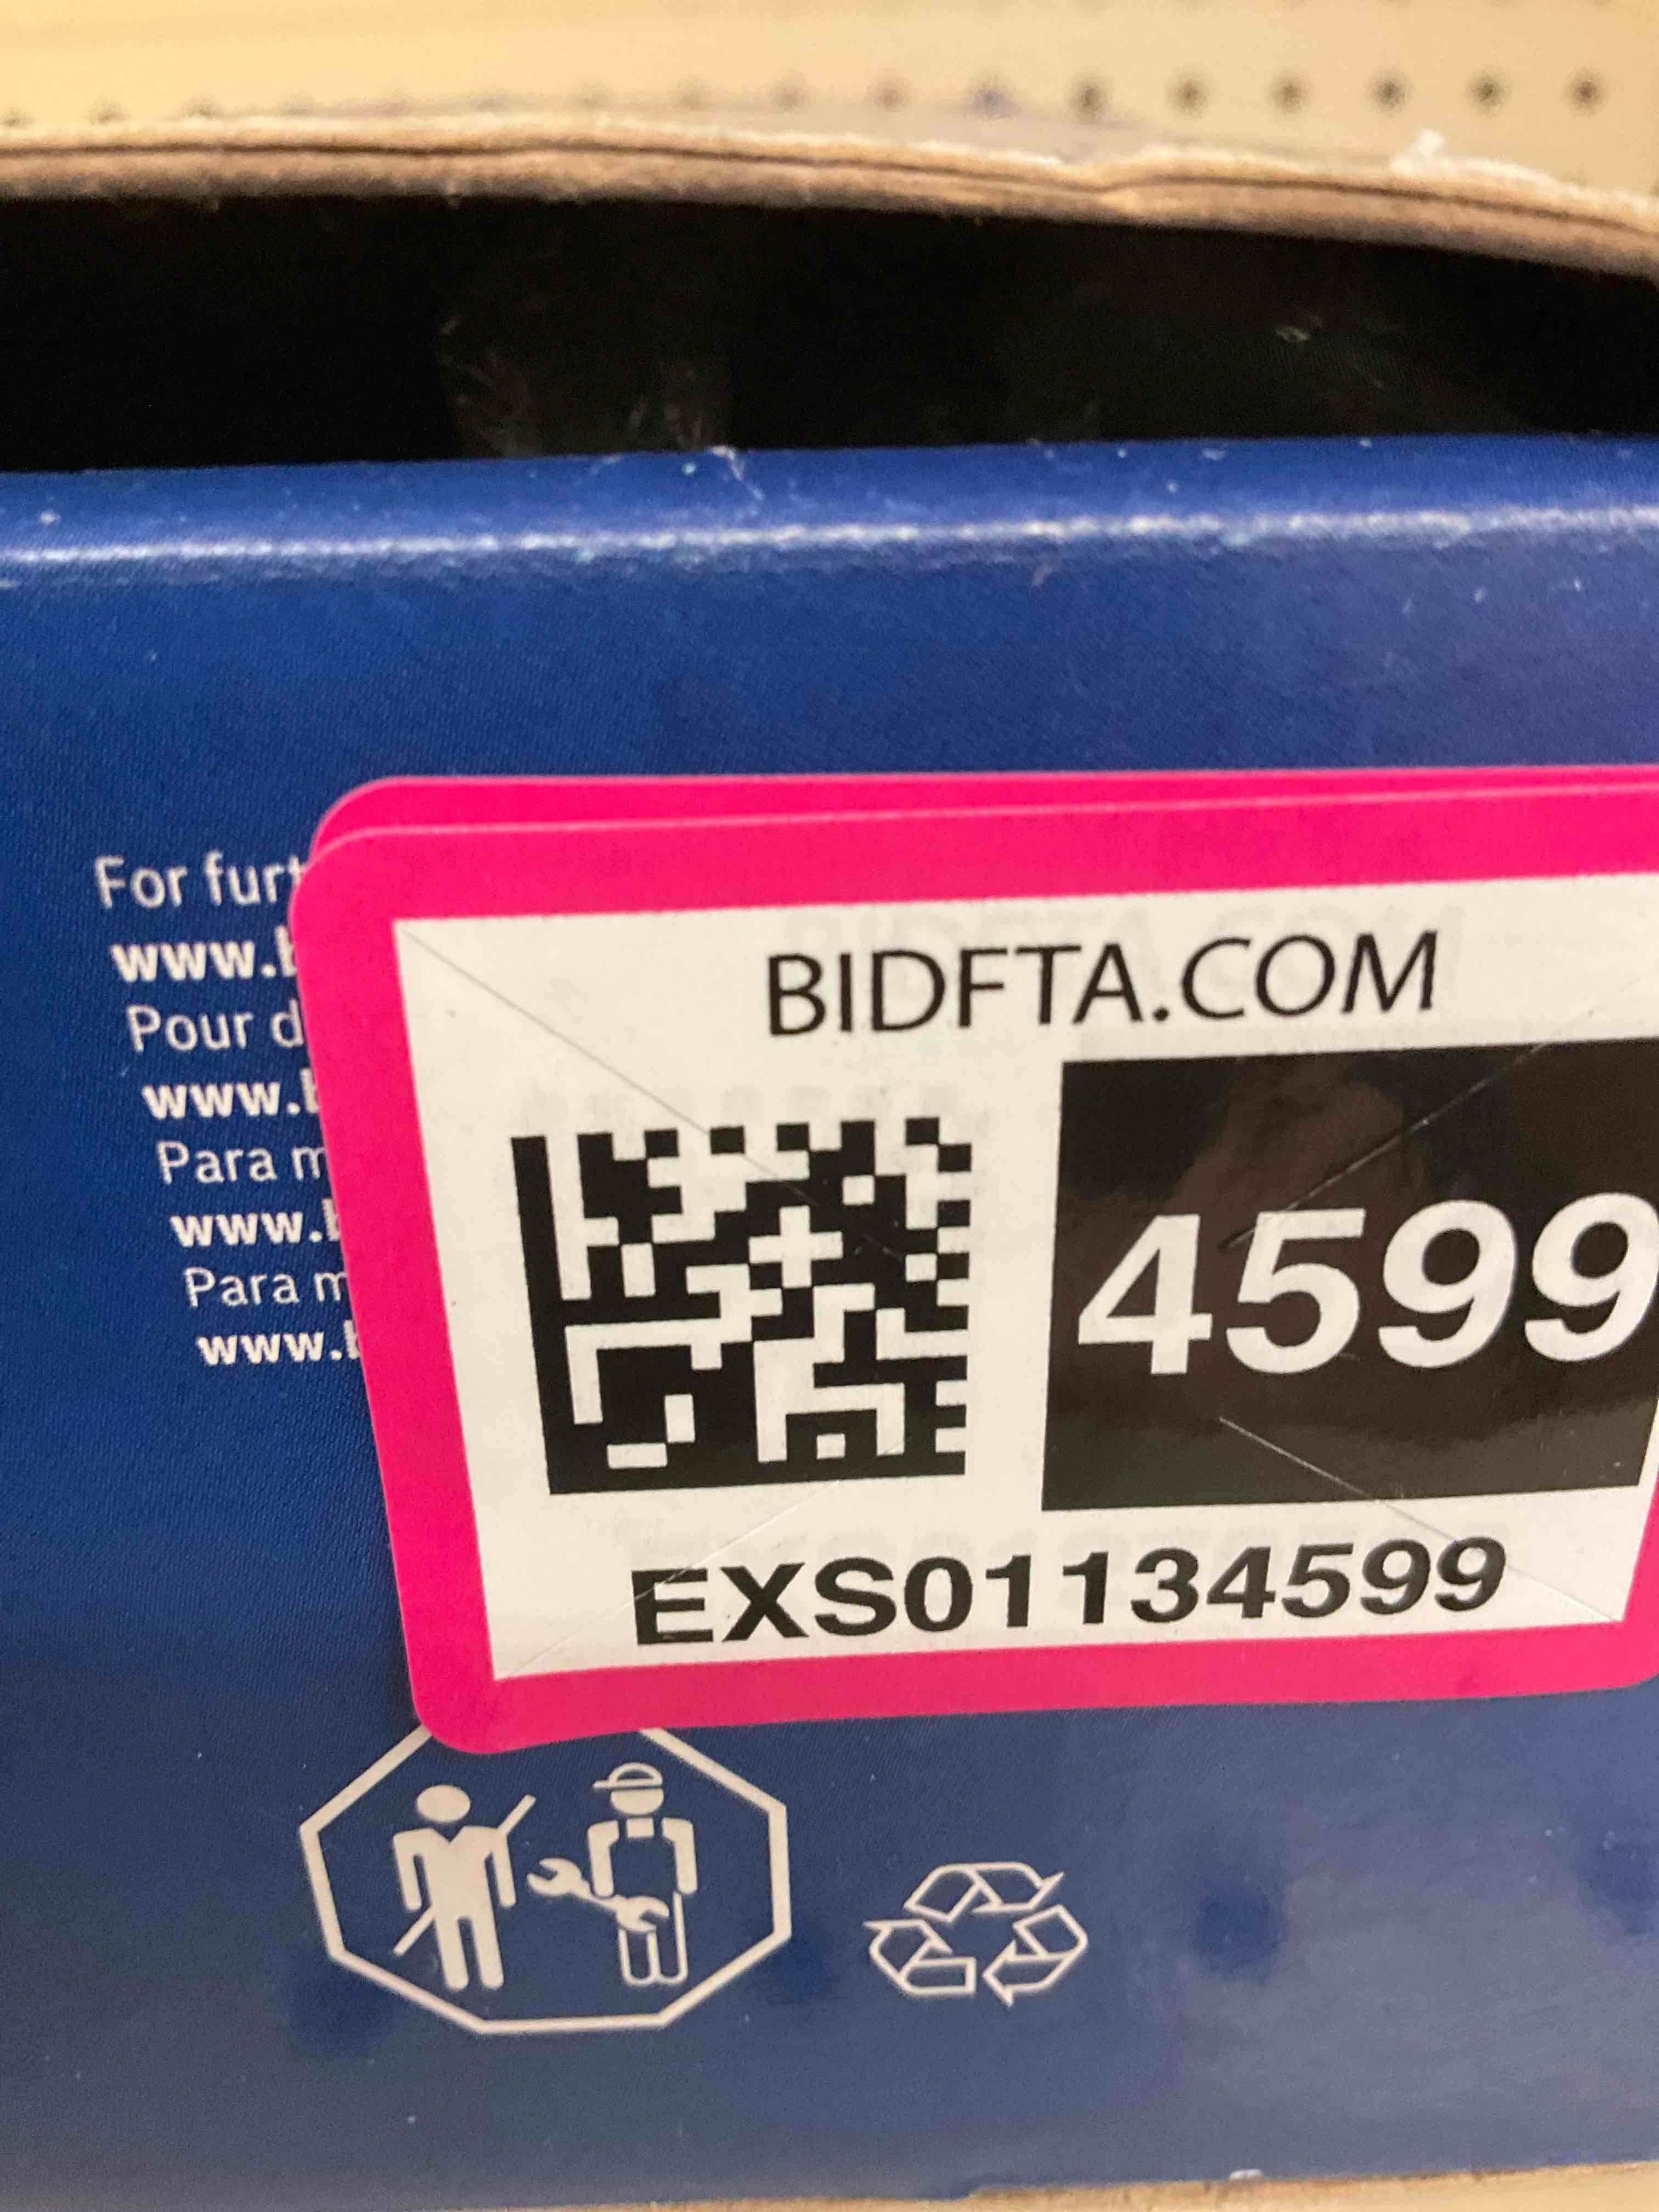 For furt
www.b
Pour d
www.b
Para m
www.b
Para m
www.b
BIDFTA.COM
4599
EXS01134599